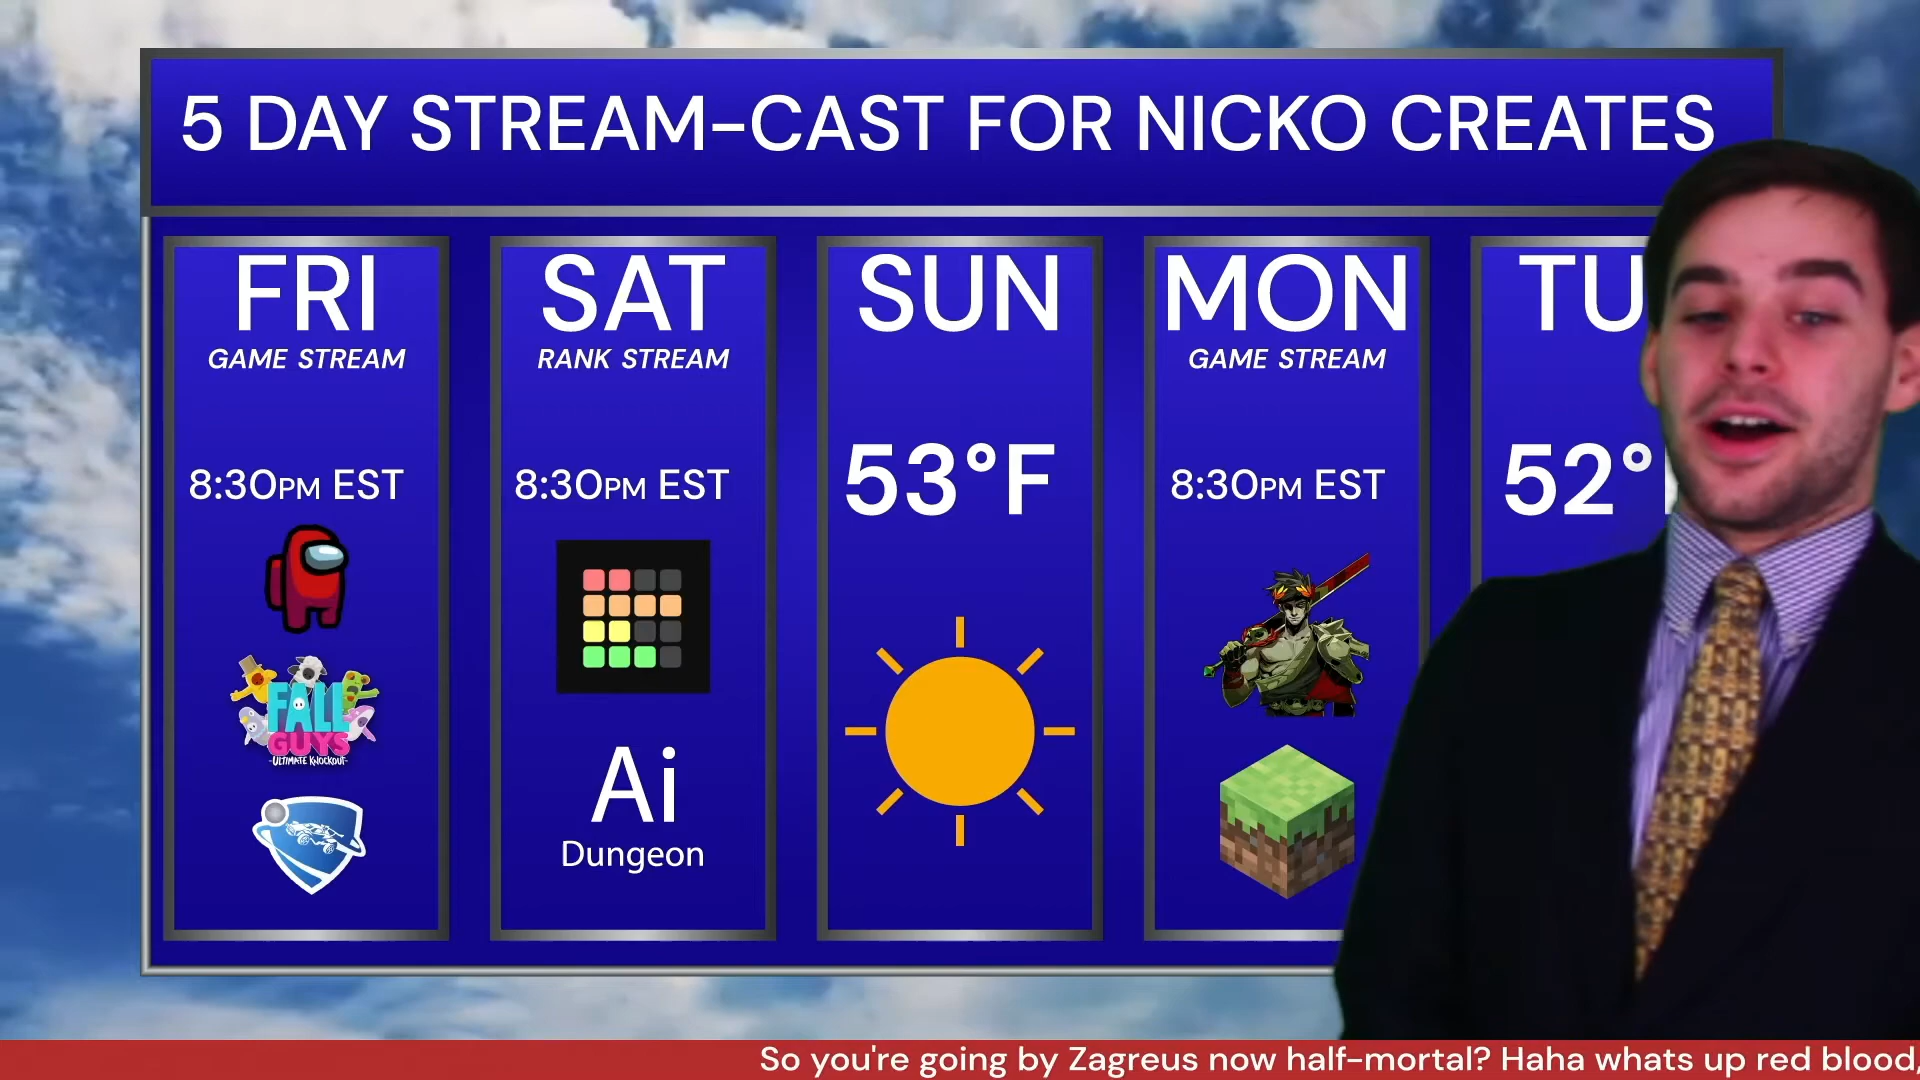 5 DAY STREAM-CAST FOR NICKO CREATES
FRI
GAME STREAM
8:30PM EST
FALL
GUYS
-ULTIMATE KNOCKOUT-
SAT
RANK STREAM
8:30PM EST
Ai
Dungeon
SUN
53°F
MON
GAME STREAM
8:30PM EST
TU
52°
So you're going by Zagreus now half-mortal? Haha whats up red blood,